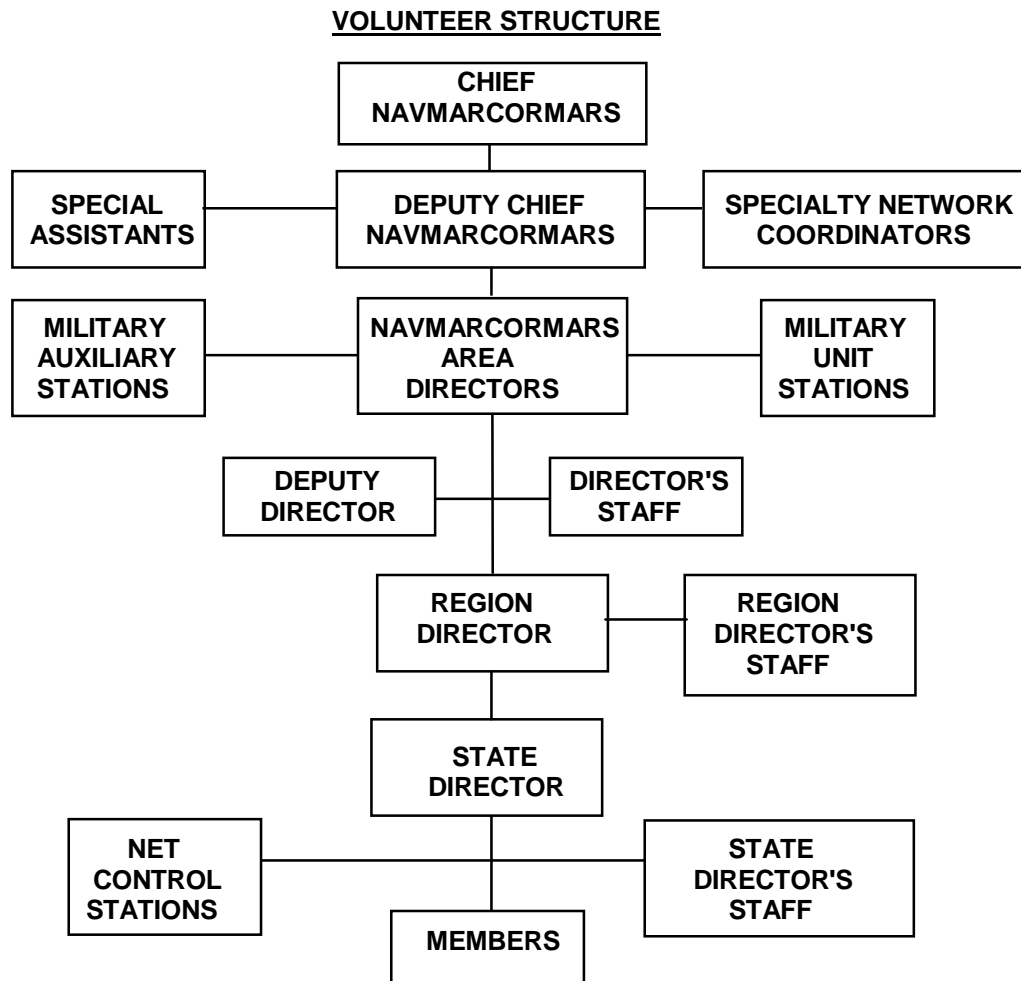 VOLUNTEER STRUCTURE
CHIEF
NAVMARCORMARS
SPECIAL
ASSISTANTS
DEPUTY CHIEF
NAVMARCORMARS
SPECIALTY NETWORK
COORDINATORS
MILITARY
AUXILIARY
STATIONS
NAVMARCORMARS
AREA
DIRECTORS
MILITARY
UNIT
STATIONS
DEPUTY
DIRECTOR
DIRECTOR'S
STAFF
REGION
DIRECTOR
REGION
DIRECTOR'S
STAFF
STATE
DIRECTOR
NET
CONTROL
STATIONS
STATE
DIRECTOR'S
STAFF
MEMBERS